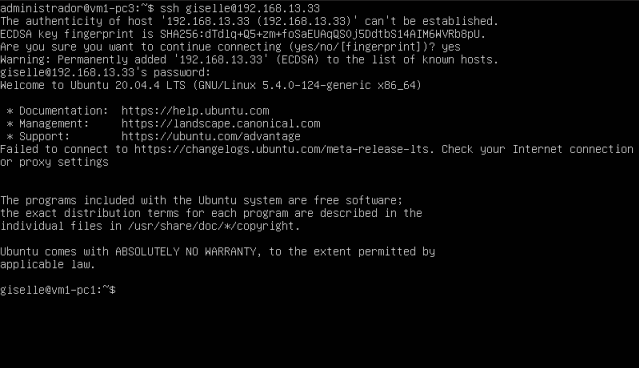 administrador@vm1-pc3:~$ ssh giselle@192.168.13.33
The authenticity of host '192.168.13.33 (192.168.13.33)' can't be established.
ECDSA key fingerprint is SHA256:dTdlq+Q5+zm+foSaEUAqQSOj5DdtbS14AIM6WVRb8pU.
Are you sure you want to continue connecting (yes/no/[fingerprint])? yes
Warning: Permanently added '192.168.13.33' (ECDSA) to the list of known hosts.
giselle@192.168.13.33's password:
Welcome to Ubuntu 20.04.4 LTS (GNU/Linux 5.4.0-124-generic x86_64)
* Documentation:  https://help.ubuntu.com
* Management:     https://landscape.canonical.com
* Support:        https://ubuntu.com/advantage
Failed to connect to https://changelogs.ubuntu.com/meta-release-lts. Check your Internet connection
or proxy settings
The programs included with the Ubuntu system are free software;
the exact distribution terms for each program are described in the
individual files in /usr/share/doc/*/copyright.
Ubuntu comes with ABSOLUTELY NO WARRANTY, to the extent permitted by
applicable law.
giselle@vm1-pc1:~$